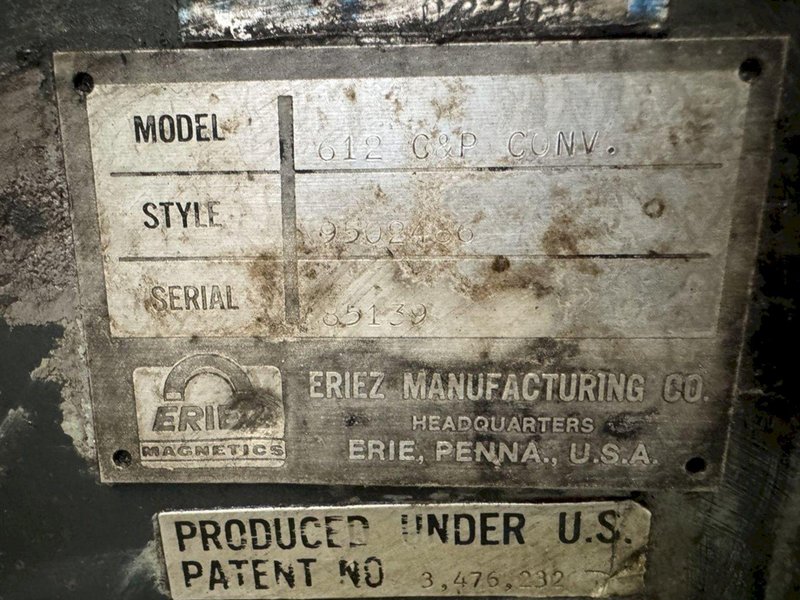 MODEL 612 C&P CONV.
STYLE 9502486
SERIAL 85139
ERIEZ
MAGNETICS
ERIEZ MANUFACTURING CO.
HEADQUARTERS
ERIE, PENNA., U.S.A.
PRODUCED UNDER U.S.
PATENT NO 3,476,232